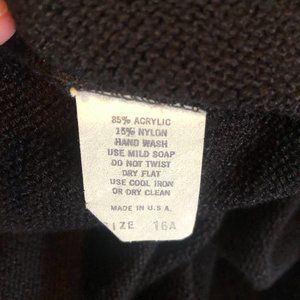 85% ACRYLIC
15% NYLON
HAND WASH
USE MILD SOAP
DO NOT TWIST
DRY FLAT
USE COOL IRON
OR DRY CLEAN
MADE IN U.S.A.
IZE 16A